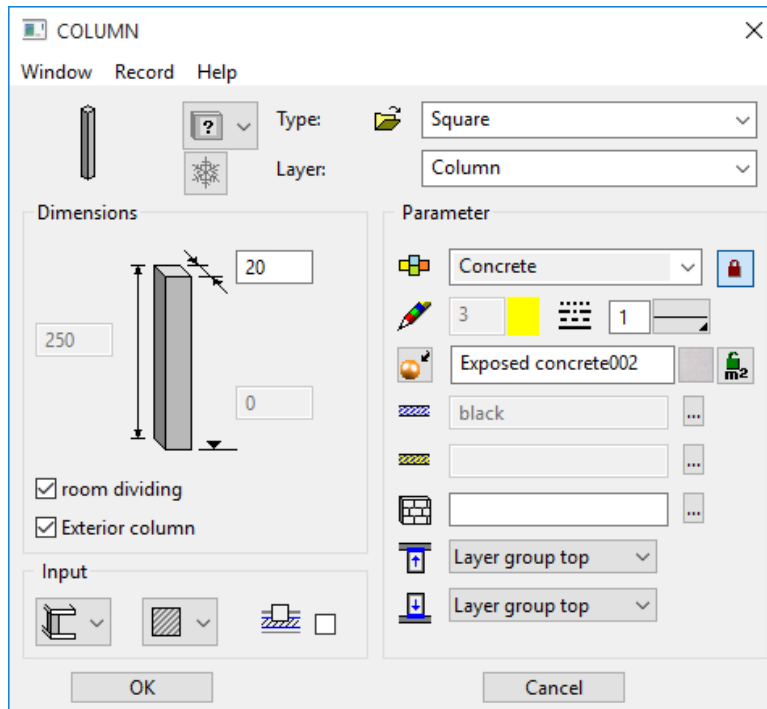 COLUMN
Window Record Help
Type: Square
Layer: Column
Dimensions
20
250
0
room dividing
Exterior column
Input
Parameter
Concrete
3 1
Exposed concrete002
m2
black ...
...
...
Layer group top
Layer group top
OK Cancel